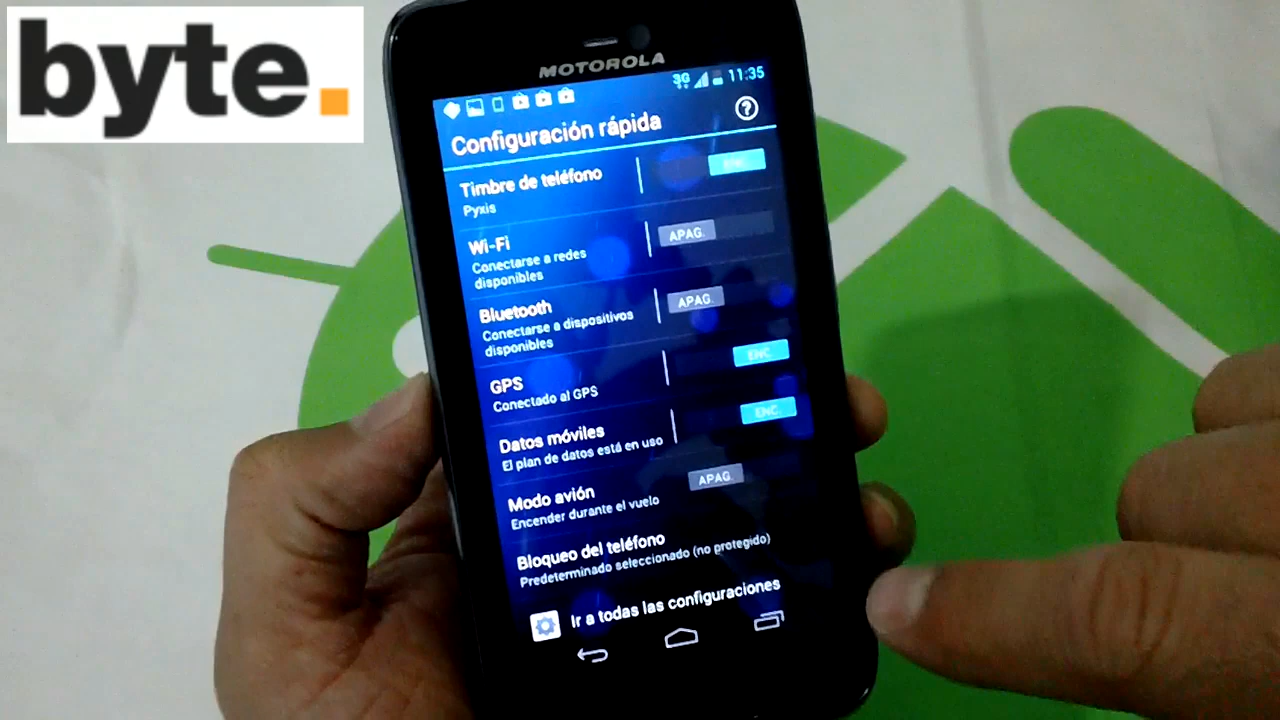 byte.
MOTOROLA
3G 11:35
Configuración rápida
?
Timbre de teléfono
Pyxis
ENC.
Wi-Fi
Conectarse a redes
disponibles
APAG.
Bluetooth
Conectarse a dispositivos
disponibles
APAG.
GPS
Conectado al GPS
ENC.
Datos móviles
El plan de datos está en uso
ENC.
Modo avión
Encender durante el vuelo
APAG.
Bloqueo del teléfono
Predeterminado seleccionado (no protegido)
Ir a todas las configuraciones